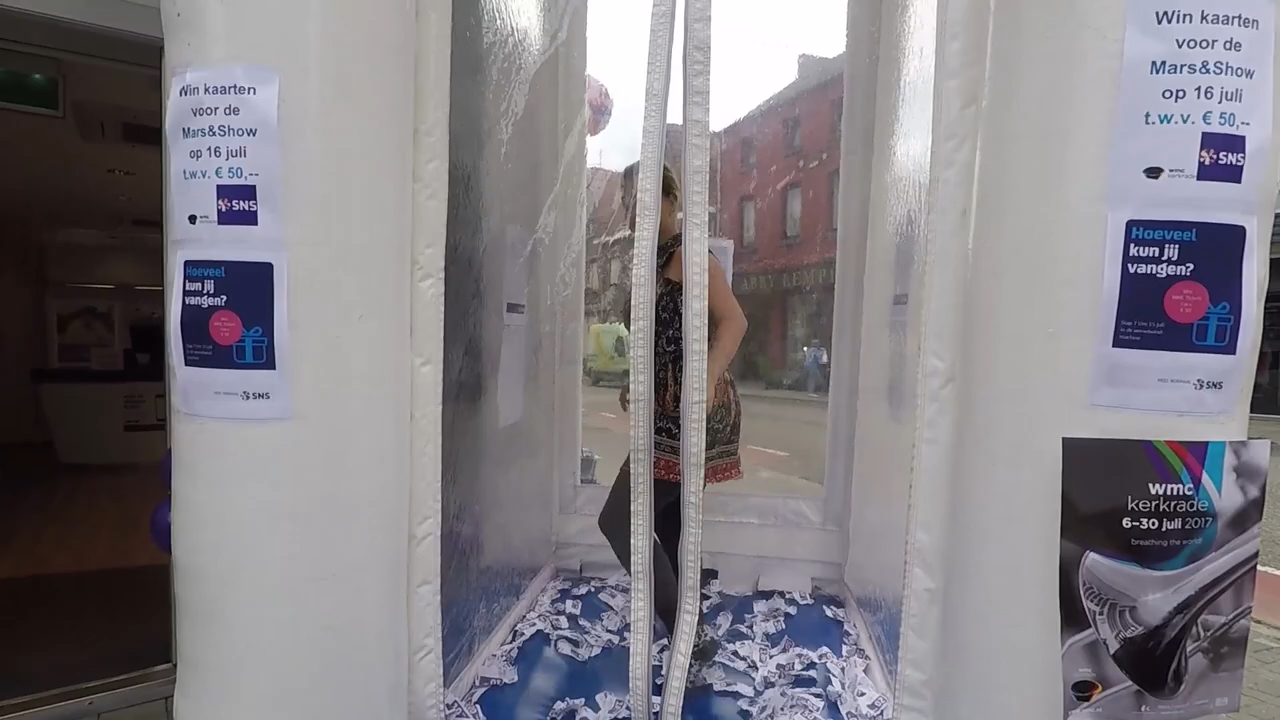 Win kaarten
voor de
Mars&Show
op 16 juli
t.w.v. € 50,--
wmc
SNS
Hoeveel
kun jij
vangen?
SNS
Win kaarten
voor de
Mars&Show
op 16 juli
t.w.v. € 50,--
wmc
kerkrade
SNS
Hoeveel
kun jij
vangen?
SNS
wmc
kerkrade
6-30 juli 2017
breathing the world!